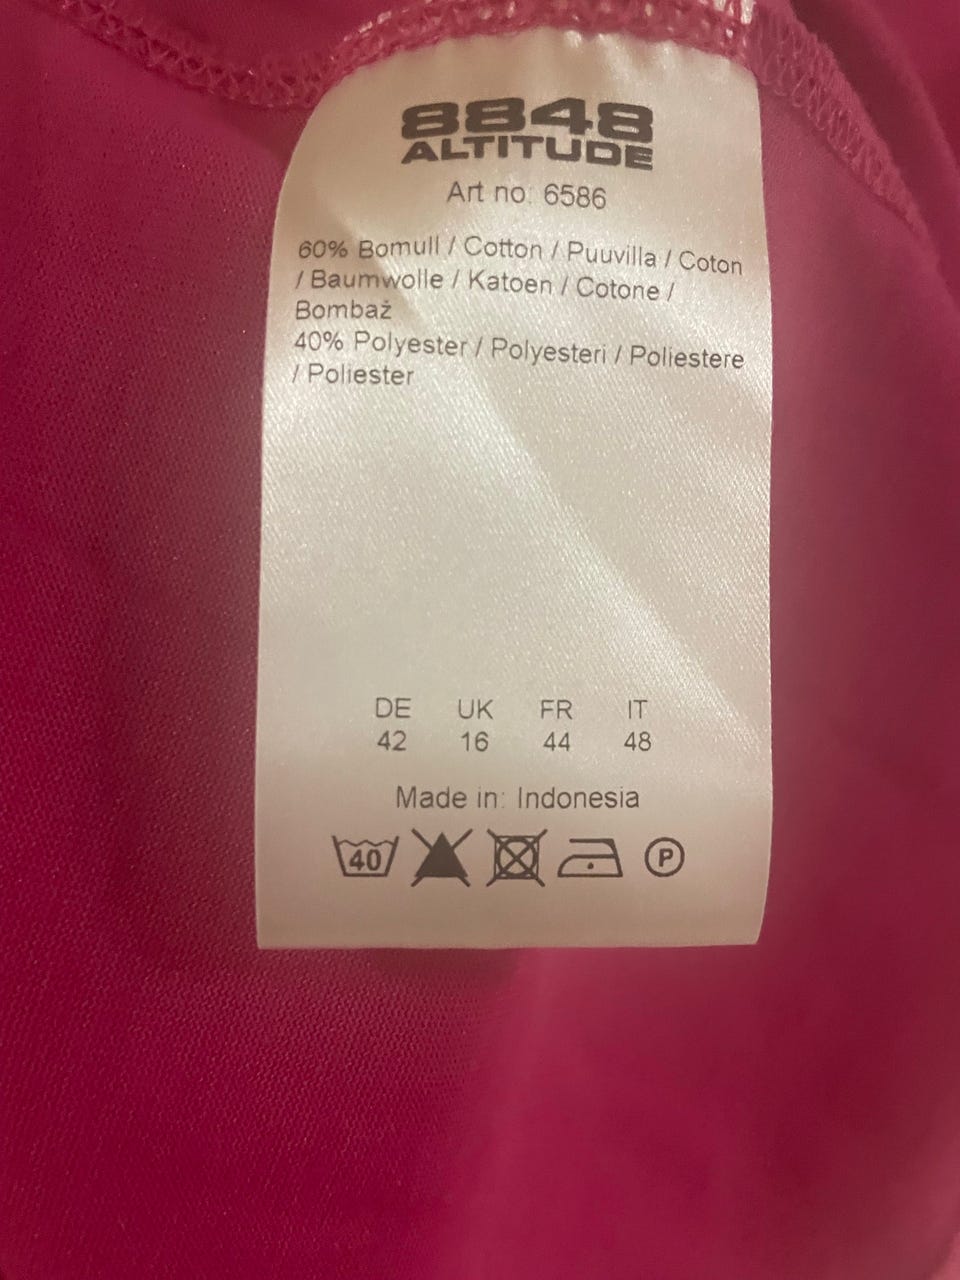 8848
ALTITUDE
Art no: 6586
60% Bomull / Cotton / Puuvilla / Coton
/ Baumwolle / Katoen / Cotone /
Bombaž
40% Polyester / Polyesteri / Poliestere
/ Poliester
DE UK FR IT
42 16 44 48
Made in: Indonesia
40 P